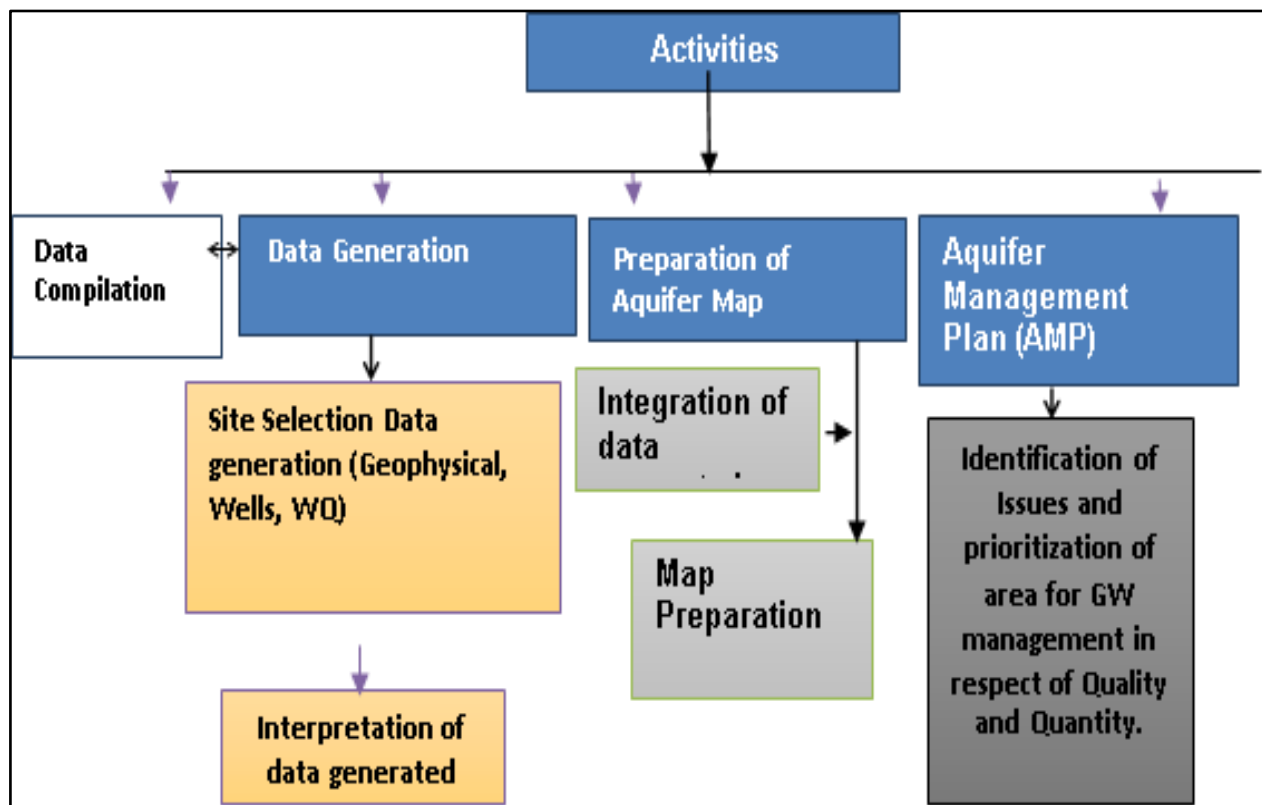 Activities
Data
Compilation
Data Generation
Preparation of
Aquifer Map
Aquifer
Management
Plan (AMP)
Site Selection Data
generation (Geophysical,
Wells, WQ)
Interpretation of
data generated
Integration of
data
Map
Preparation
Identification of
Issues and
prioritization of
area for GW
management in
respect of Quality
and Quantity.